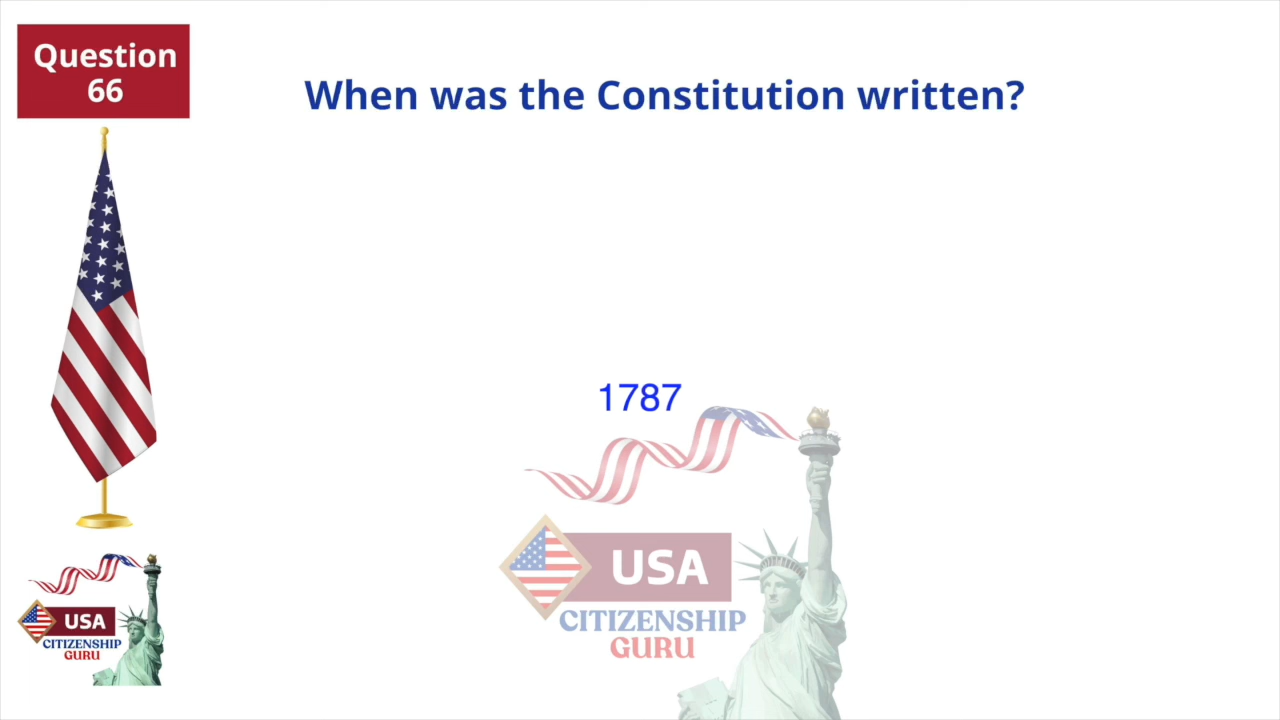 Question
66
When was the Constitution written?
1787
USA
CITIZENSHIP
GURU
USA
CITIZENSHIP
GURU